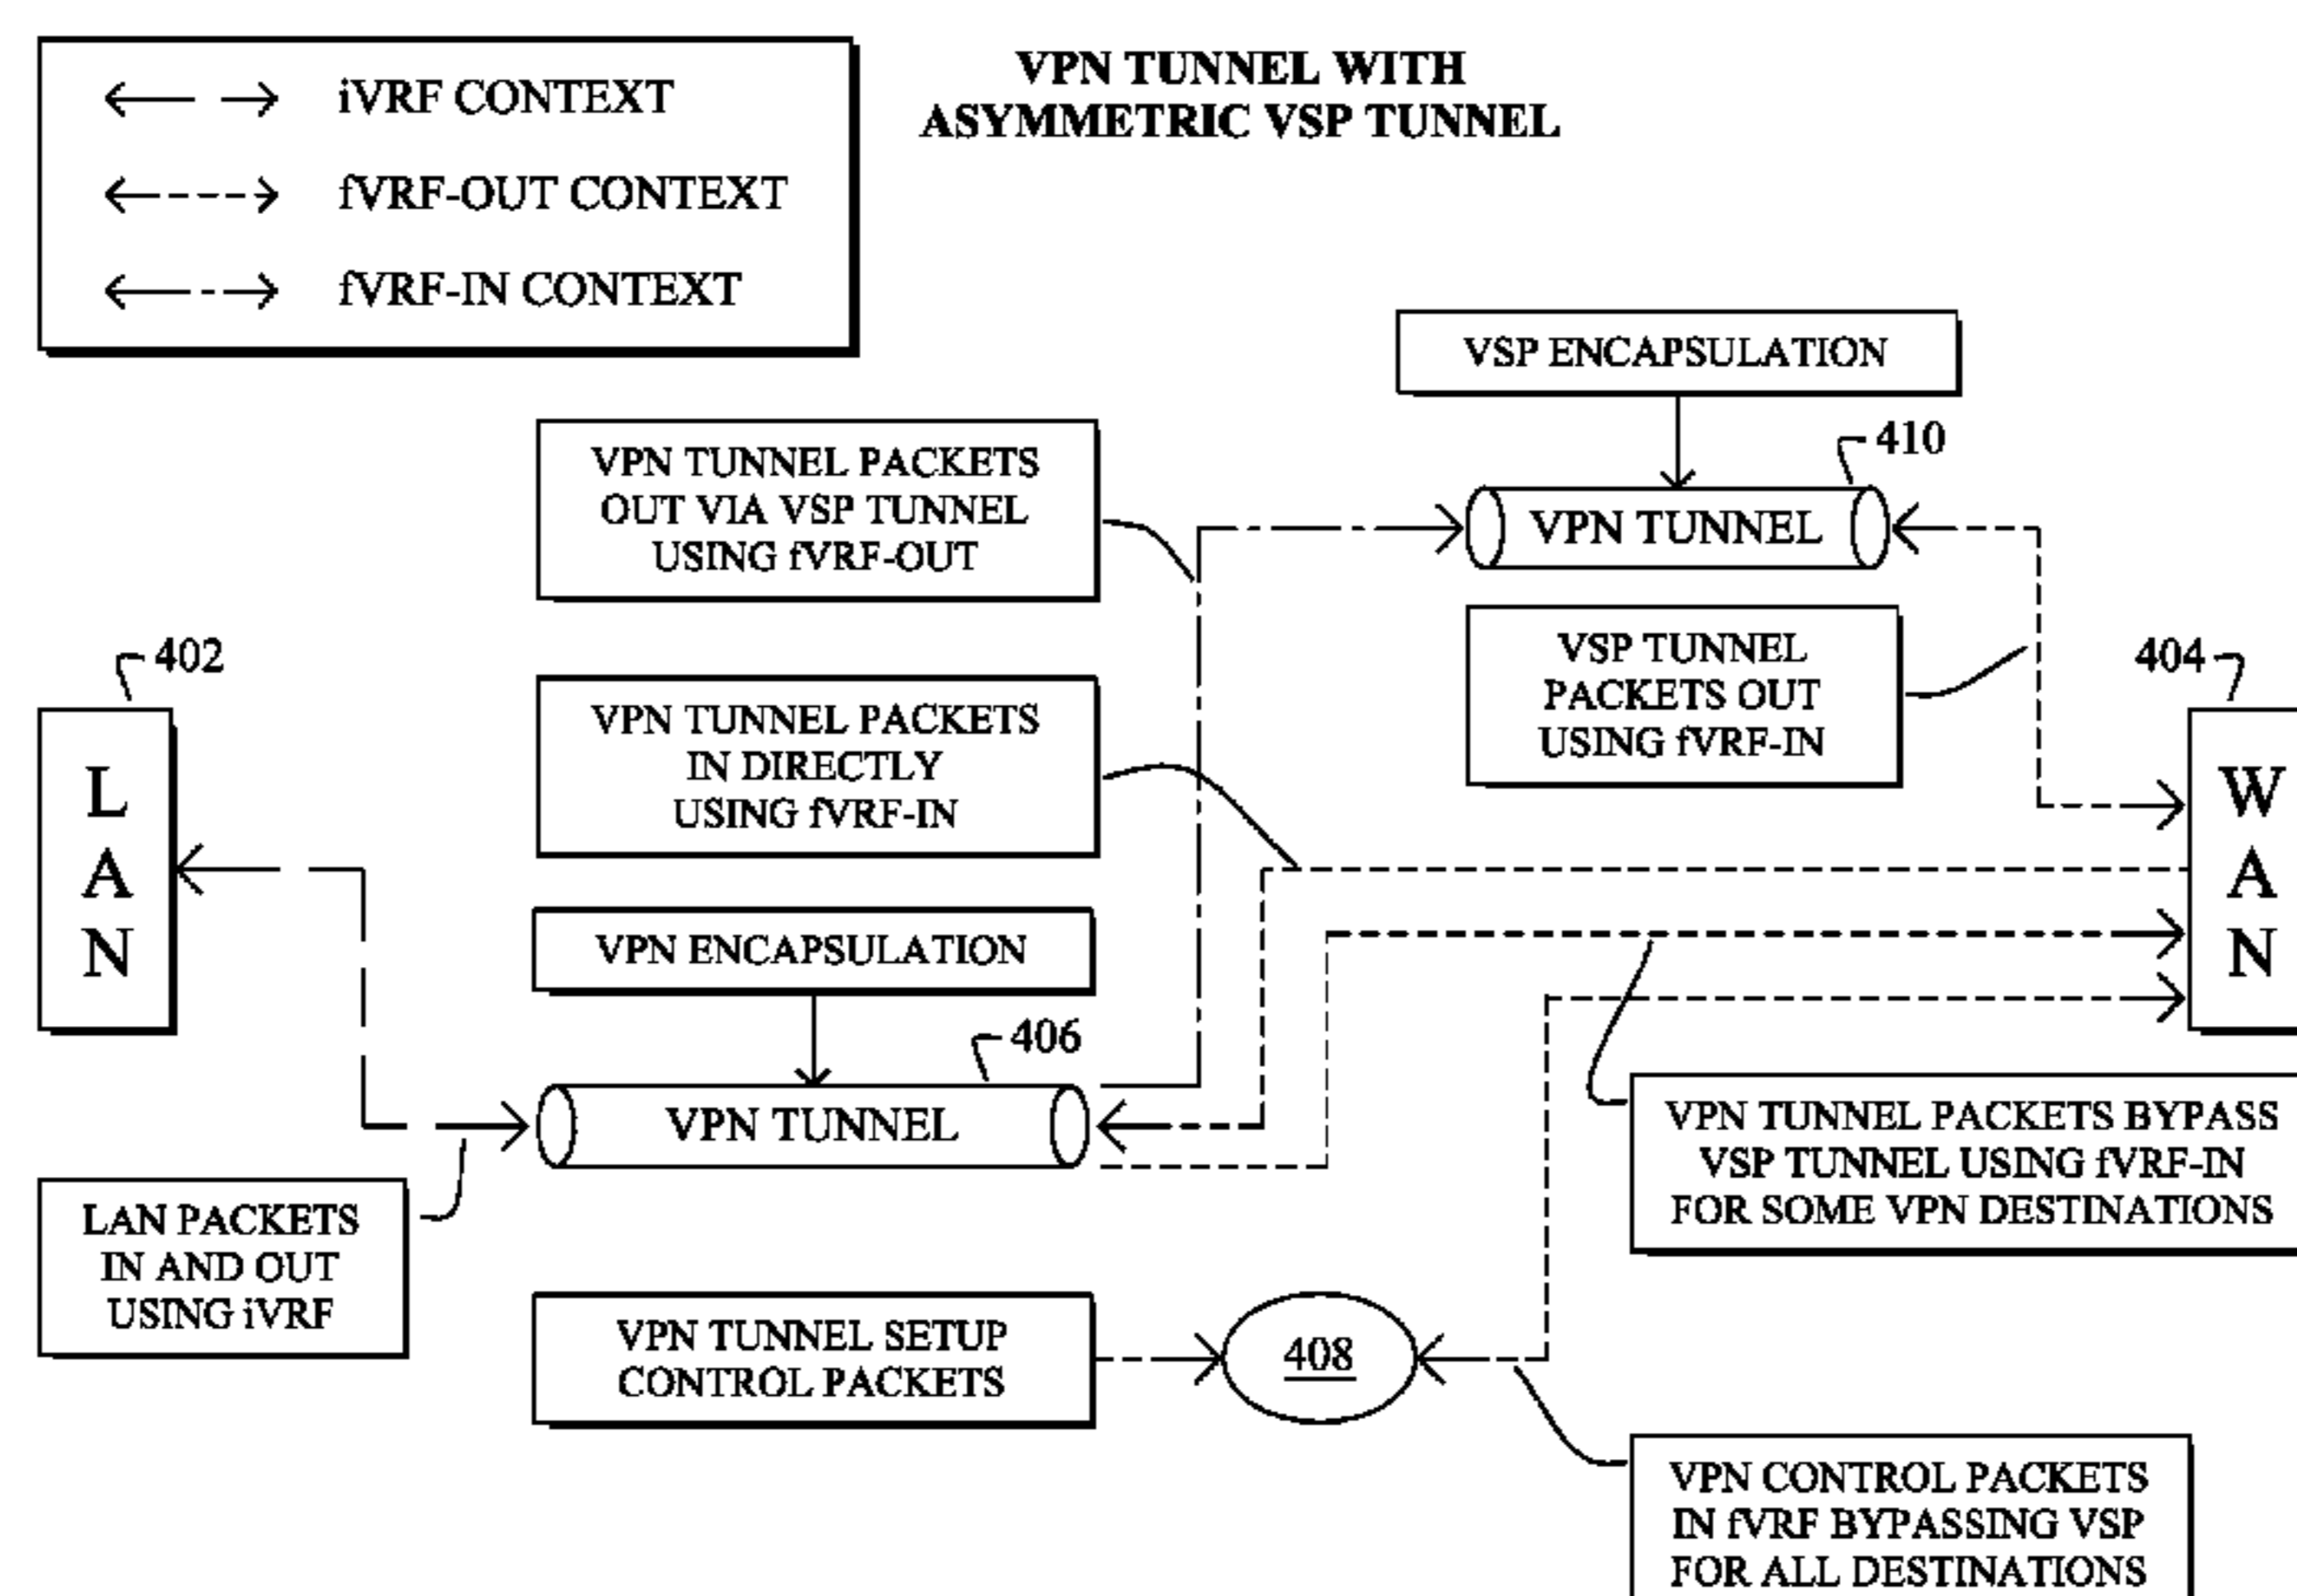 iVRF CONTEXT
fVRF-OUT CONTEXT
fVRF-IN CONTEXT
VPN TUNNEL WITH
ASYMMETRIC VSP TUNNEL
VSP ENCAPSULATION
410
VPN TUNNEL
VPN TUNNEL PACKETS
OUT VIA VSP TUNNEL
USING fVRF-OUT
VSP TUNNEL
PACKETS OUT
USING fVRF-IN
402
LAN
404
WAN
VPN TUNNEL PACKETS
IN DIRECTLY
USING fVRF-IN
VPN ENCAPSULATION
406
VPN TUNNEL
VPN TUNNEL PACKETS BYPASS
VSP TUNNEL USING fVRF-IN
FOR SOME VPN DESTINATIONS
LAN PACKETS
IN AND OUT
USING iVRF
VPN TUNNEL SETUP
CONTROL PACKETS
408
VPN CONTROL PACKETS
IN fVRF BYPASSING VSP
FOR ALL DESTINATIONS